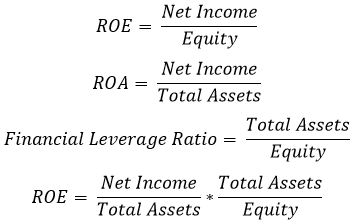 ROE = Net Income / Equity
ROA = Net Income / Total Assets
Financial Leverage Ratio = Total Assets / Equity
ROE = Net Income / Total Assets * Total Assets / Equity